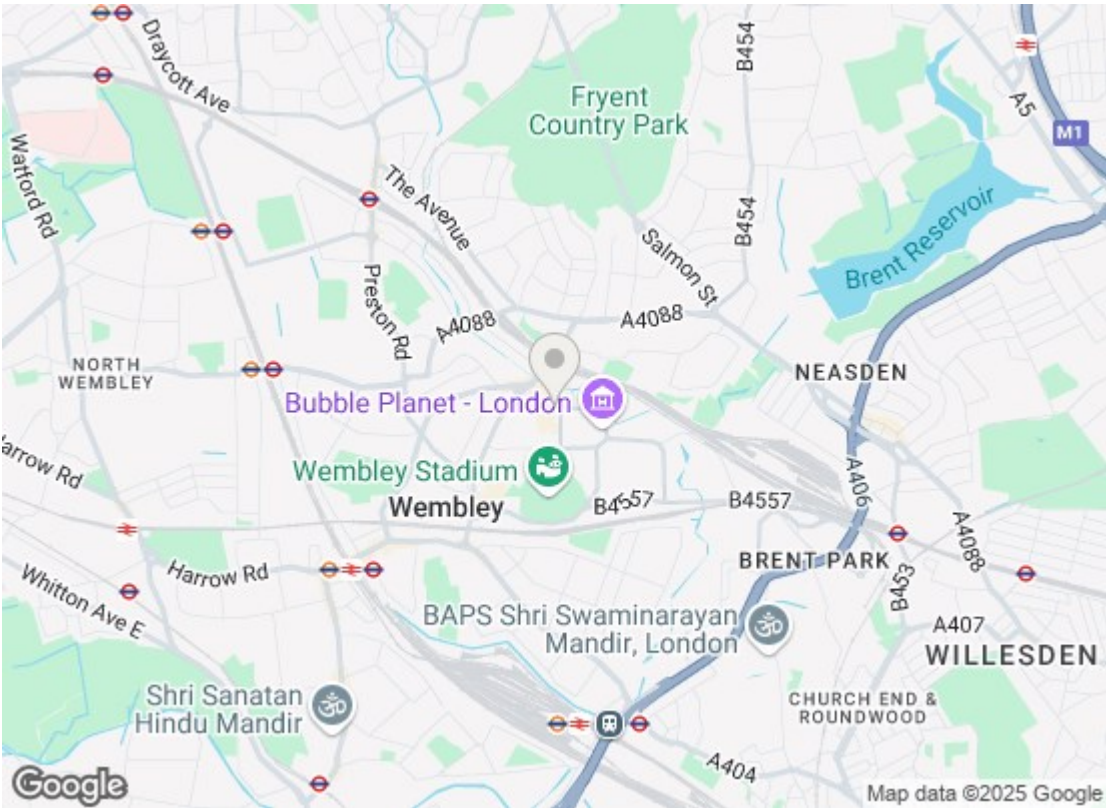 Draycott Ave
B454
Fryent
Country Park
A5
M1
Watford Rd
The Avenue
B454
Brent Reservoir
Salmon St
Preston Rd
A4088
A4088
NORTH
WEMBLEY
NEASDEN
Bubble Planet - London
Harrow Rd
Wembley Stadium
Wembley
B4557
B4557
A406
A4088
Harrow Rd
BRENT PARK
B453
Whitton Ave E
BAPS Shri Swaminarayan
Mandir, London
A407
WILLESDEN
Shri Sanatan
Hindu Mandir
CHURCH END &
ROUNDWOOD
A404
Google
Map data ©2025 Google